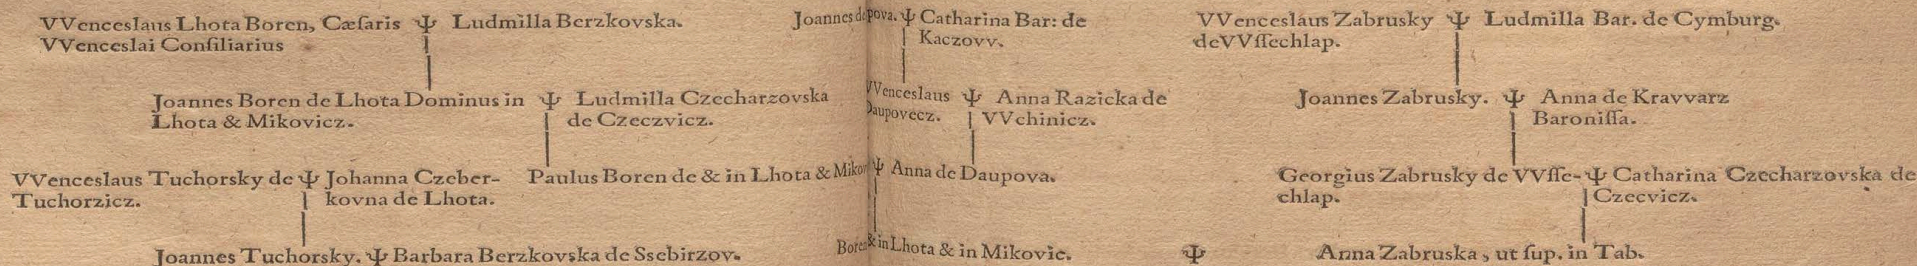 VVenceslaus Lhota Boren, Cæsaris Ψ Ludmilla Berzkovska.
VVenceslai Consiliarius
Joannes de pova. Ψ Catharina Bar: de
Kaczovv.
VVenceslaus Zabrusky Ψ Ludmilla Bar. de Cymburg.
de VVſſechlap.
Joannes Boren de Lhota Dominus in Ψ Ludmilla Czecharzovska
Lhota & Mikovicz. de Czeczvicz.
VVenceslaus Ψ Anna Razicka de
Daupovecz. VVchinicz.
Joannes Zabrusky. Ψ Anna de Kravvarz
Baroniſſa.
VVenceslaus Tuchorsky de Ψ Johanna Czeber-
Tuchorzicz. kovna de Lhota.
Paulus Boren de & in Lhota & Mikov Ψ Anna de Daupova.
Georgius Zabrusky de VVſſe- Ψ Catharina Czecharzovska de
chlap. Czecvicz.
Joannes Tuchorsky. Ψ Barbara Berzkovska de Ssebirzov.
Boren & in Lhota & in Mikovic. Ψ Anna Zabruska, ut ſup. in Tab.